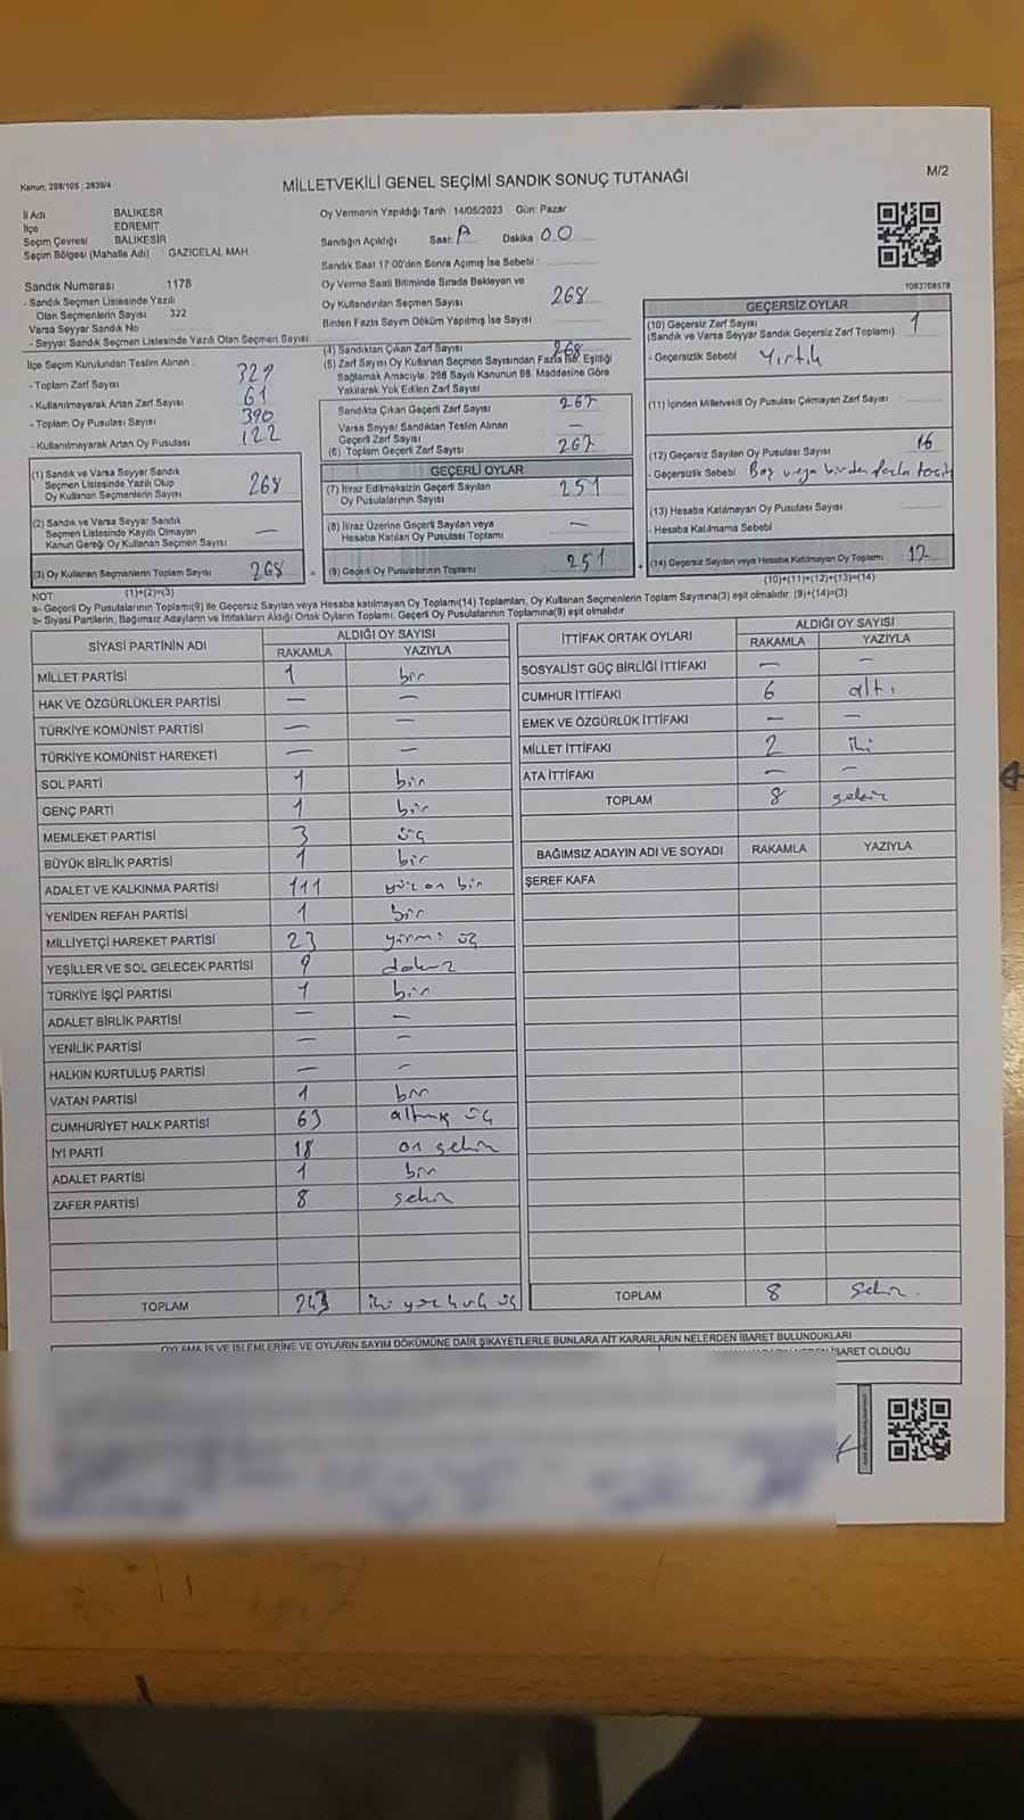 Kanun: 298/105 ; 2839/4
MİLLETVEKİLİ GENEL SEÇİMİ SANDIK SONUÇ TUTANAĞI
M/2
İl Adı BALIKESİR
İlçe EDREMİT
Seçim Çevresi BALIKESİR
Seçim Bölgesi (Mahalle Adı) GAZİCELAL MAH.
Sandık Numarası 1178
- Sandık Seçmen Listesinde Yazılı
Olan Seçmenlerin Sayısı 322
Varsa Seyyar Sandık No
- Seyyar Sandık Seçmen Listesinde Yazılı Olan Seçmen Sayısı
Oy Vermenin Yapıldığı Tarih : 14/05/2023 Gün: Pazar
Sandığın Açıldığı Saat: Dakika 00
Sandık Saat 17:00'den Sonra Açılmış İse Sebebi :
Oy Verme Saati Bitiminde Sırada Bekleyen ve
Oy Kullandırılan Seçmen Sayısı 268
Birden Fazla Sayım Döküm Yapılmış İse Sayısı
1083708578
İlçe Seçim Kurulundan Teslim Alınan :
- Toplam Zarf Sayısı 329
- Kullanılmayarak Artan Zarf Sayısı 61
- Toplam Oy Pusulası Sayısı 390
- Kullanılmayarak Artan Oy Pusulası 122
(1) Sandık ve Varsa Seyyar Sandık
Seçmen Listesinde Yazılı Olup
Oy Kullanan Seçmenlerin Sayısı 268
(2) Sandık ve Varsa Seyyar Sandık
Seçmen Listesinde Kayıtlı Olmayan
Kanun Gereği Oy Kullanan Seçmen Sayısı —
(3) Oy Kullanan Seçmenlerin Toplam Sayısı 268
(1)+(2)=(3)
(4) Sandıktan Çıkan Zarf Sayısı 268
(5) Zarf Sayısı Oy Kullanan Seçmen Sayısından Fazla İse, Eşitliği
Sağlamak Amacıyla, 298 Sayılı Kanunun 98. Maddesine Göre
Yakılarak Yok Edilen Zarf Sayısı
Sandıkta Çıkan Geçerli Zarf Sayısı 267
Varsa Seyyar Sandıktan Teslim Alınan
Geçerli Zarf Sayısı —
(6) Toplam Geçerli Zarf Sayısı 267
GEÇERLİ OYLAR
(7) İtiraz Edilmeksizin Geçerli Sayılan
Oy Pusulalarının Sayısı 251
(8) İtiraz Üzerine Geçerli Sayılan veya
Hesaba Katılan Oy Pusulası Toplamı —
(9) Geçerli Oy Pusulalarının Toplamı 251
GEÇERSİZ OYLAR
(10) Geçersiz Zarf Sayısı 1
(Sandık ve Varsa Seyyar Sandık Geçersiz Zarf Toplamı)
- Geçersizlik Sebebi Yırtık
(11) İçinden Milletvekili Oy Pusulası Çıkmayan Zarf Sayısı
(12) Geçersiz Sayılan Oy Pusulası Sayısı 16
- Geçersizlik Sebebi Boş veya birden fazla
(13) Hesaba Katılmayan Oy Pusulası Sayısı
- Hesaba Katılmama Sebebi
(14) Geçersiz Sayılan veya Hesaba Katılmayan Oy Toplamı 17
(10)+(11)+(12)+(13)=(14)
NOT:
a- Geçerli Oy Pusulalarının Toplamı(9) ile Geçersiz Sayılan veya Hesaba katılmayan Oy Toplamı(14) Toplamları, Oy Kullanan Seçmenlerin Toplam Sayısına(3) eşit olmalıdır. (9)+(14)=(3)
b- Siyasi Partilerin, Bağımsız Adayların ve İttifakların Aldığı Ortak Oyların Toplamı, Geçerli Oy Pusulalarının Toplamına(9) eşit olmalıdır.
SİYASİ PARTİNİN ADI ALDIĞI OY SAYISI
RAKAMLA YAZIYLA
MİLLET PARTİSİ 1 bir
HAK VE ÖZGÜRLÜKLER PARTİSİ — —
TÜRKİYE KOMÜNİST PARTİSİ — —
TÜRKİYE KOMÜNİST HAREKETİ — —
SOL PARTİ 1 bir
GENÇ PARTİ 1 bir
MEMLEKET PARTİSİ 3 üç
BÜYÜK BİRLİK PARTİSİ 1 bir
ADALET VE KALKINMA PARTİSİ 111 yüz on bir
YENİDEN REFAH PARTİSİ 1 bir
MİLLİYETÇİ HAREKET PARTİSİ 23 yirmi üç
YEŞİLLER VE SOL GELECEK PARTİSİ 9 dokuz
TÜRKİYE İŞÇİ PARTİSİ 1 bir
ADALET BİRLİK PARTİSİ — —
YENİLİK PARTİSİ — —
HALKIN KURTULUŞ PARTİSİ — —
VATAN PARTİSİ 1 bir
CUMHURİYET HALK PARTİSİ 63 altmış üç
İYİ PARTİ 18 on sekiz
ADALET PARTİSİ 1 bir
ZAFER PARTİSİ 8 sekiz
TOPLAM 243 iki yüz kırk üç
İTTİFAK ORTAK OYLARI ALDIĞI OY SAYISI
RAKAMLA YAZIYLA
SOSYALİST GÜÇ BİRLİĞİ İTTİFAKI — —
CUMHUR İTTİFAKI 6 altı
EMEK VE ÖZGÜRLÜK İTTİFAKI — —
MİLLET İTTİFAKI 2 iki
ATA İTTİFAKI — —
TOPLAM 8 sekiz
BAĞIMSIZ ADAYIN ADI VE SOYADI RAKAMLA YAZIYLA
ŞEREF KAFA
TOPLAM 8 Sekiz
OYLAMA İŞ VE İŞLEMLERİNE VE OYLARIN SAYIM DÖKÜMÜNE DAİR ŞİKAYETLERLE BUNLARA AİT KARARLARIN NELERDEN İBARET BULUNDUKLARI
İBARET OLDUĞU